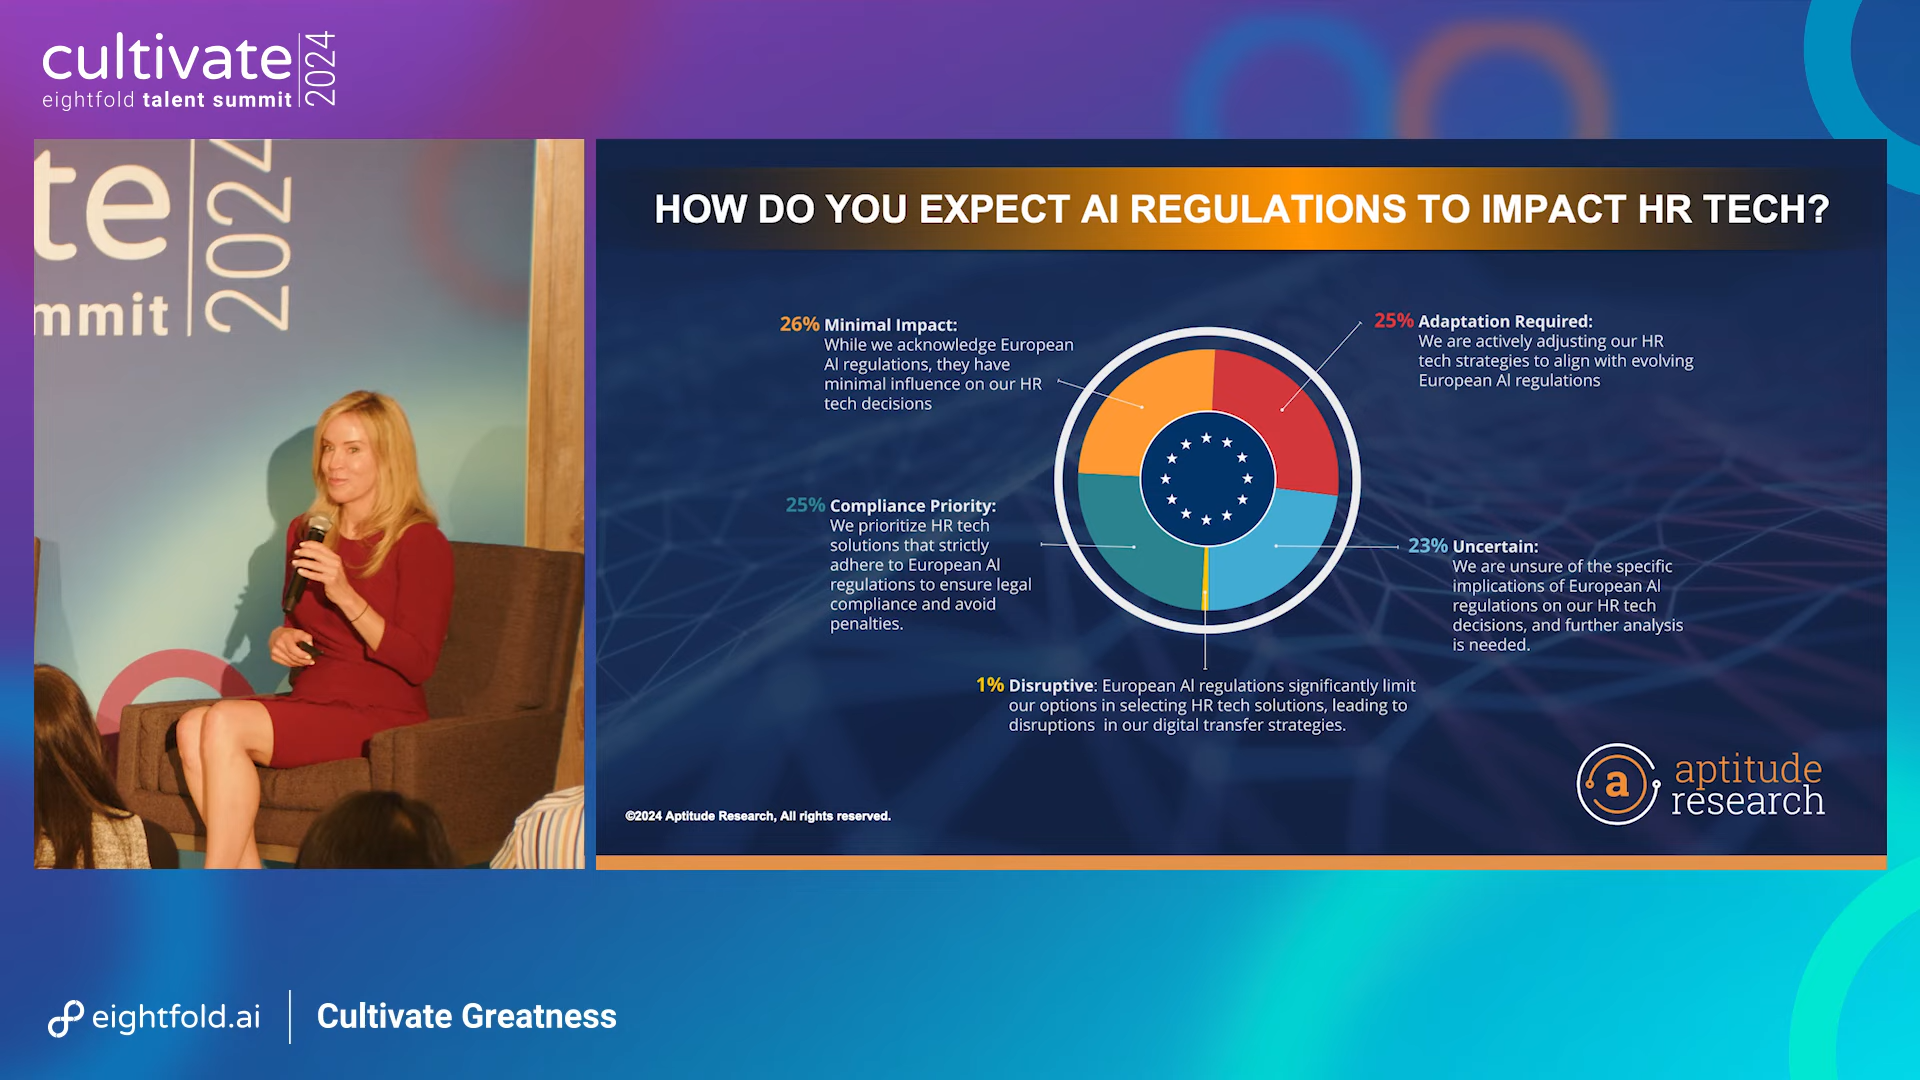 cultivate
2024
eightfold talent summit
te
2024
mmit
HOW DO YOU EXPECT AI REGULATIONS TO IMPACT HR TECH?
26% Minimal Impact:
While we acknowledge European
AI regulations, they have
minimal influence on our HR
tech decisions
25% Adaptation Required:
We are actively adjusting our HR
tech strategies to align with evolving
European AI regulations
25% Compliance Priority:
We prioritize HR tech
solutions that strictly
adhere to European AI
regulations to ensure legal
compliance and avoid
penalties.
23% Uncertain:
We are unsure of the specific
implications of European AI
regulations on our HR tech
decisions, and further analysis
is needed.
1% Disruptive: European AI regulations significantly limit
our options in selecting HR tech solutions, leading to
disruptions in our digital transfer strategies.
a
aptitude
research
©2024 Aptitude Research, All rights reserved.
eightfold.ai
Cultivate Greatness